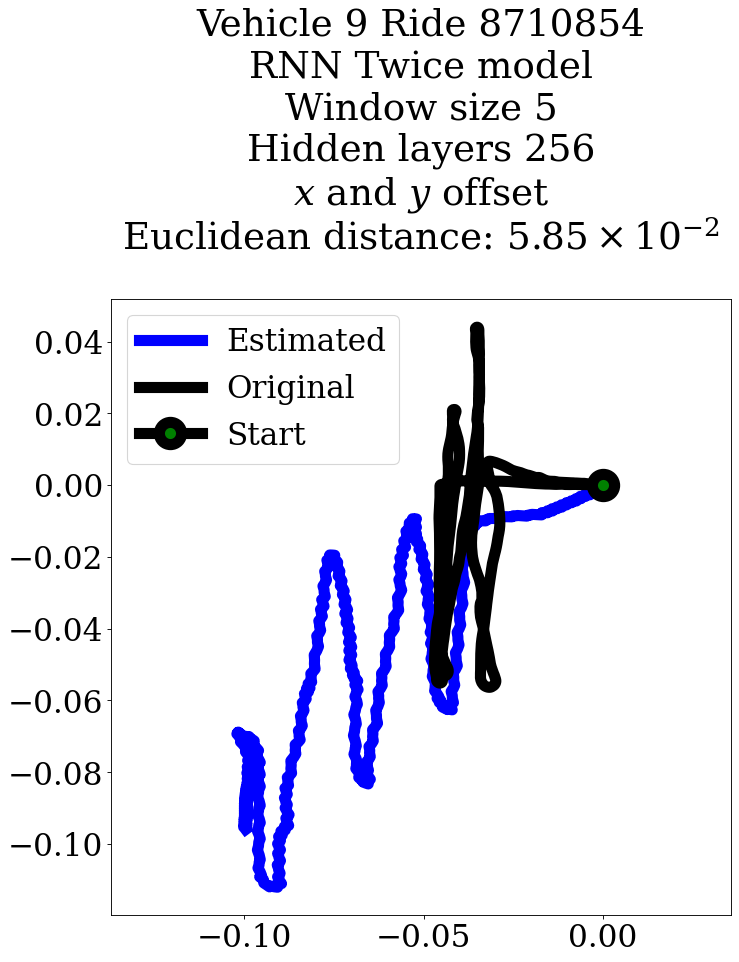 Vehicle 9 Ride 8710854
RNN Twice model
Window size 5
Hidden layers 256
x and y offset
Euclidean distance: 5.85 × 10⁻²
Estimated
Original
Start
0.04
0.02
0.00
−0.02
−0.04
−0.06
−0.08
−0.10
−0.10 −0.05 0.00